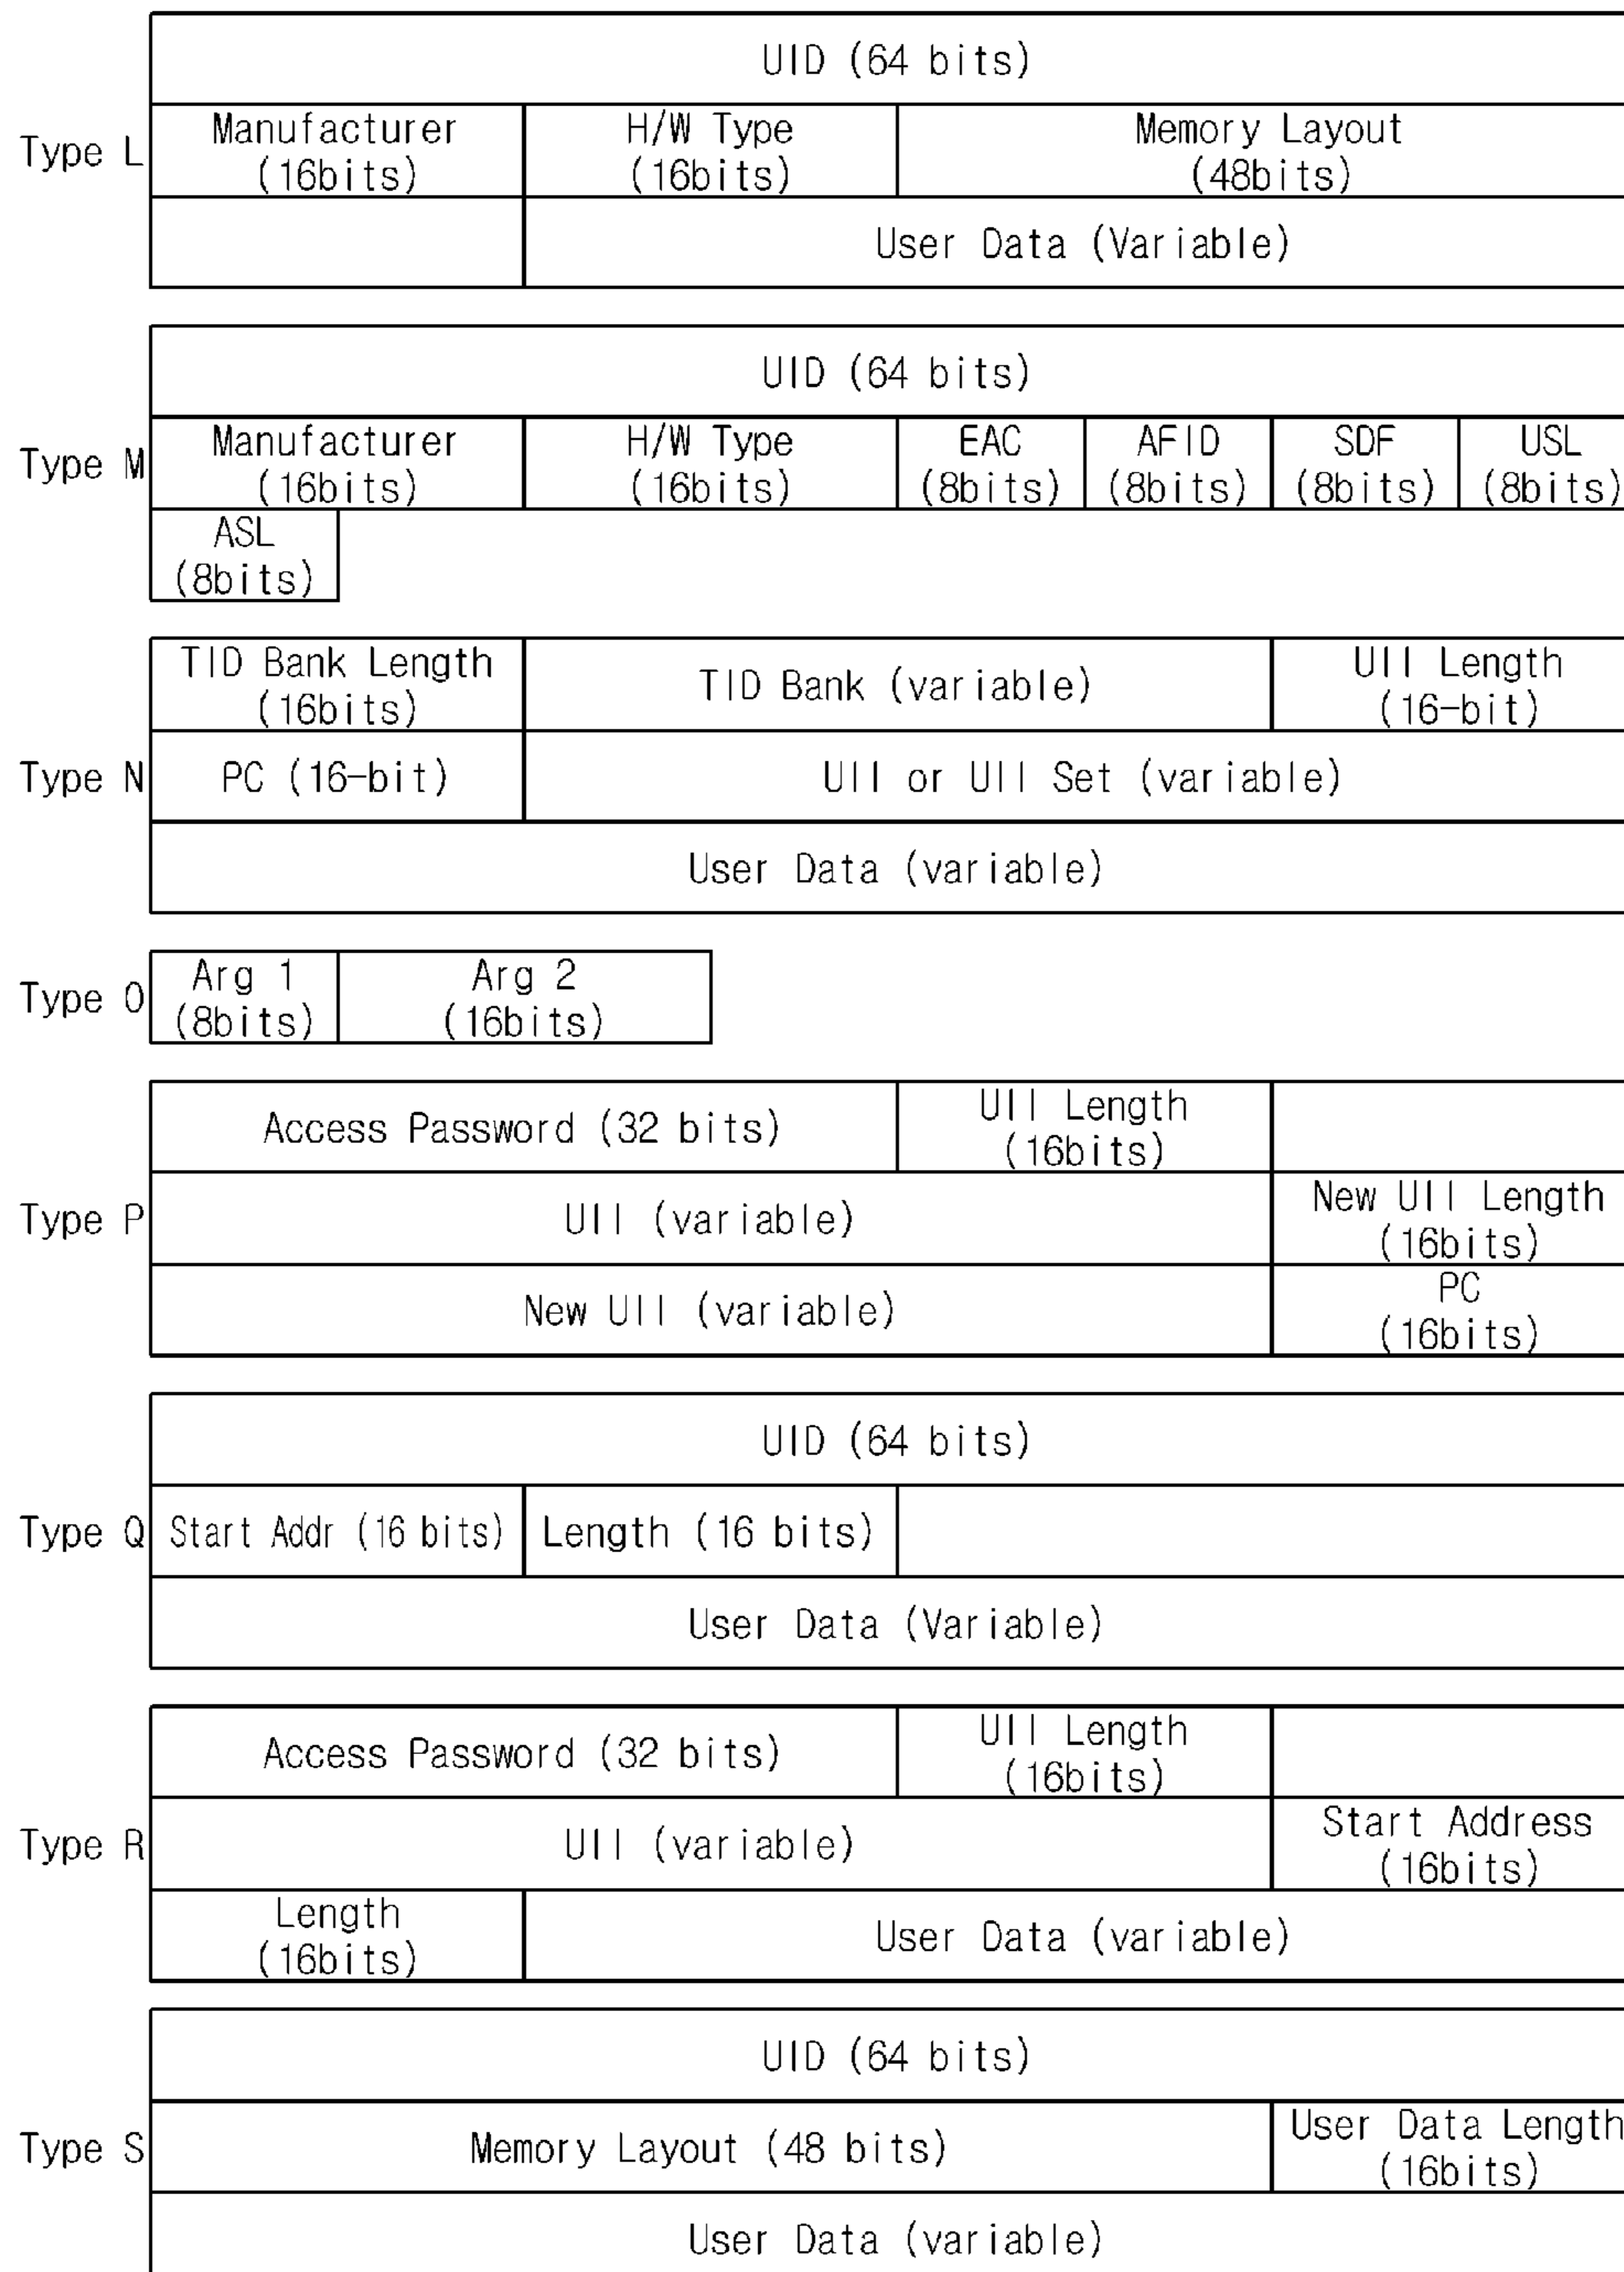 UID (64 bits)
Type L
Manufacturer
(16bits)
H/W Type
(16bits)
Memory Layout
(48bits)
User Data (Variable)
UID (64 bits)
Type M
Manufacturer
(16bits)
H/W Type
(16bits)
EAC
(8bits)
AFID
(8bits)
SDF
(8bits)
USL
(8bits)
ASL
(8bits)
TID Bank Length
(16bits)
TID Bank (variable)
UII Length
(16-bit)
Type N
PC (16-bit)
UII or UII Set (variable)
User Data (variable)
Type O
Arg 1
(8bits)
Arg 2
(16bits)
Access Password (32 bits)
UII Length
(16bits)
Type P
UII (variable)
New UII Length
(16bits)
New UII (variable)
PC
(16bits)
UID (64 bits)
Type Q
Start Addr (16 bits)
Length (16 bits)
User Data (Variable)
Access Password (32 bits)
UII Length
(16bits)
Type R
UII (variable)
Start Address
(16bits)
Length
(16bits)
User Data (variable)
UID (64 bits)
Type S
Memory Layout (48 bits)
User Data Length
(16bits)
User Data (variable)